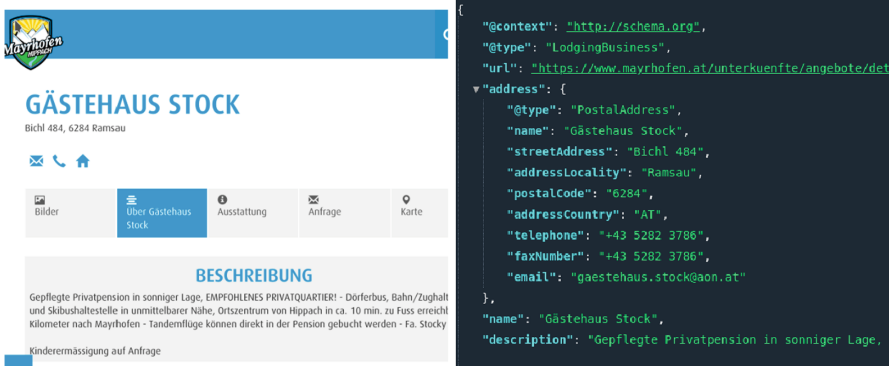 Mayrhofen
HIPPACH
GÄSTEHAUS STOCK
Bichl 484, 6284 Ramsau
Bilder
Über Gästehaus
Stock
Ausstattung
Anfrage
Karte
BESCHREIBUNG
Gepflegte Privatpension in sonniger Lage, EMPFOHLENES PRIVATQUARTIER! - Dörferbus, Bahn/Zughalt
und Skibushaltestelle in unmittelbarer Nähe, Ortszentrum von Hippach in ca. 10 min. zu Fuss erreichl
Kilometer nach Mayrhofen - Tandemflüge können direkt in der Pension gebucht werden - Fa. Stocky
Kinderermässigung auf Anfrage
{
"@context": "http://schema.org",
"@type": "LodgingBusiness",
"url": "https://www.mayrhofen.at/unterkuenfte/angebote/det
"address": {
"@type": "PostalAddress",
"name": "Gästehaus Stock",
"streetAddress": "Bichl 484",
"addressLocality": "Ramsau",
"postalCode": "6284",
"addressCountry": "AT",
"telephone": "+43 5282 3786",
"faxNumber": "+43 5282 3786",
"email": "gaestehaus.stock@aon.at"
},
"name": "Gästehaus Stock",
"description": "Gepflegte Privatpension in sonniger Lage,